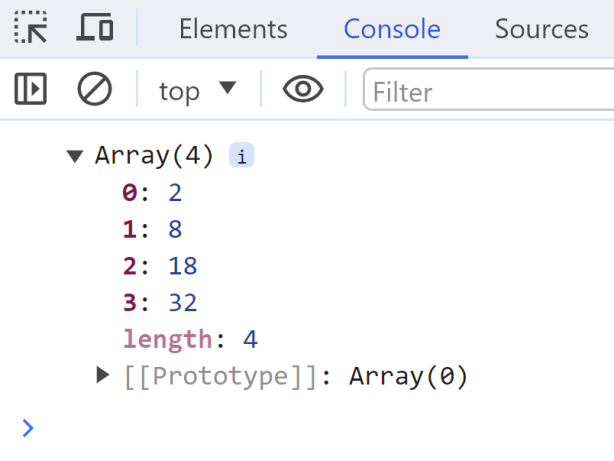 Elements Console Sources
top Filter
Array(4) i
0: 2
1: 8
2: 18
3: 32
length: 4
[[Prototype]]: Array(0)